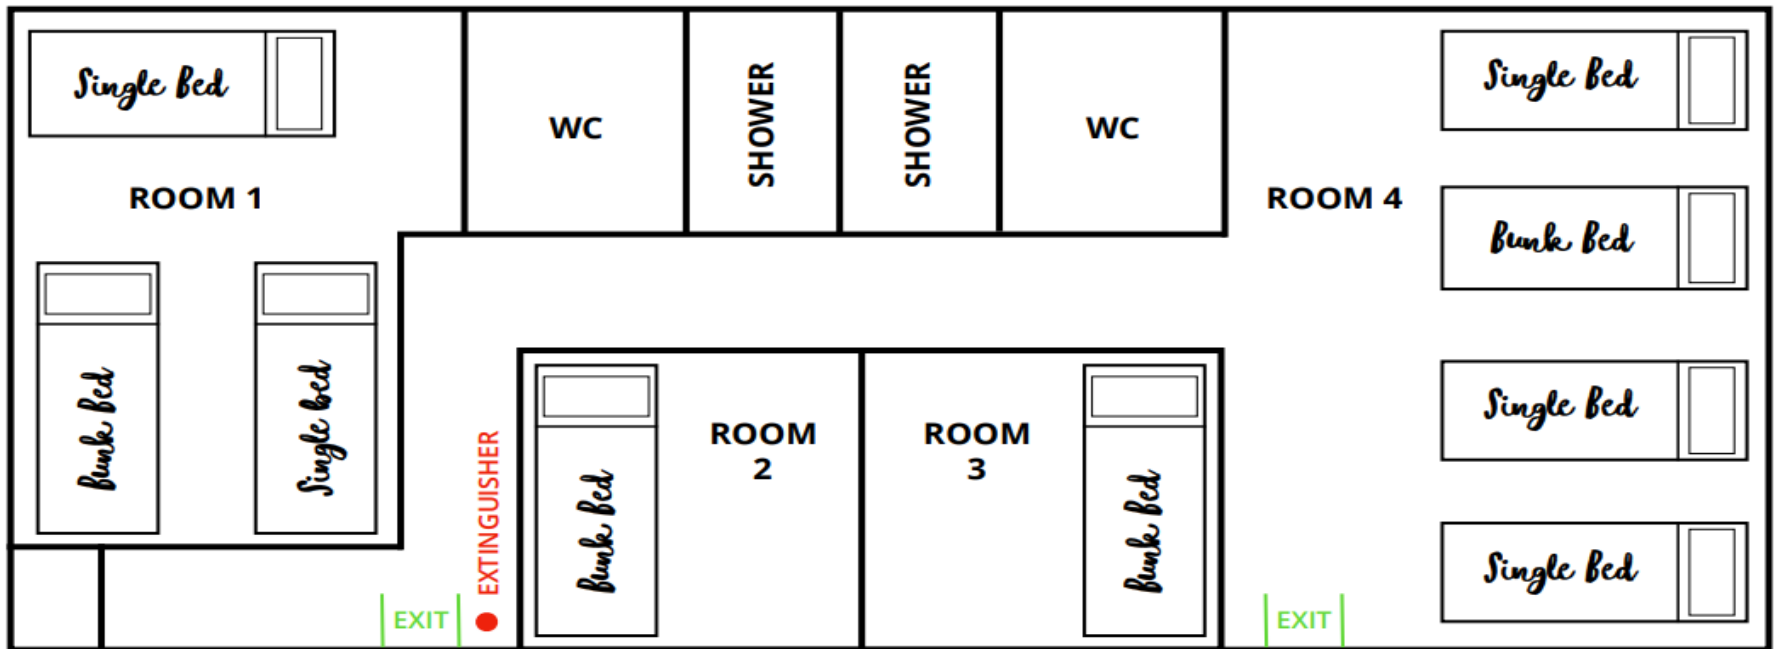 Single Bed
WC
SHOWER
SHOWER
WC
Single Bed
ROOM 1
ROOM 4
Bunk Bed
Bunk Bed
Single bed
ROOM
2
ROOM
3
Single Bed
EXTINGUISHER
Bunk Bed
Bunk Bed
Single Bed
EXIT
EXIT